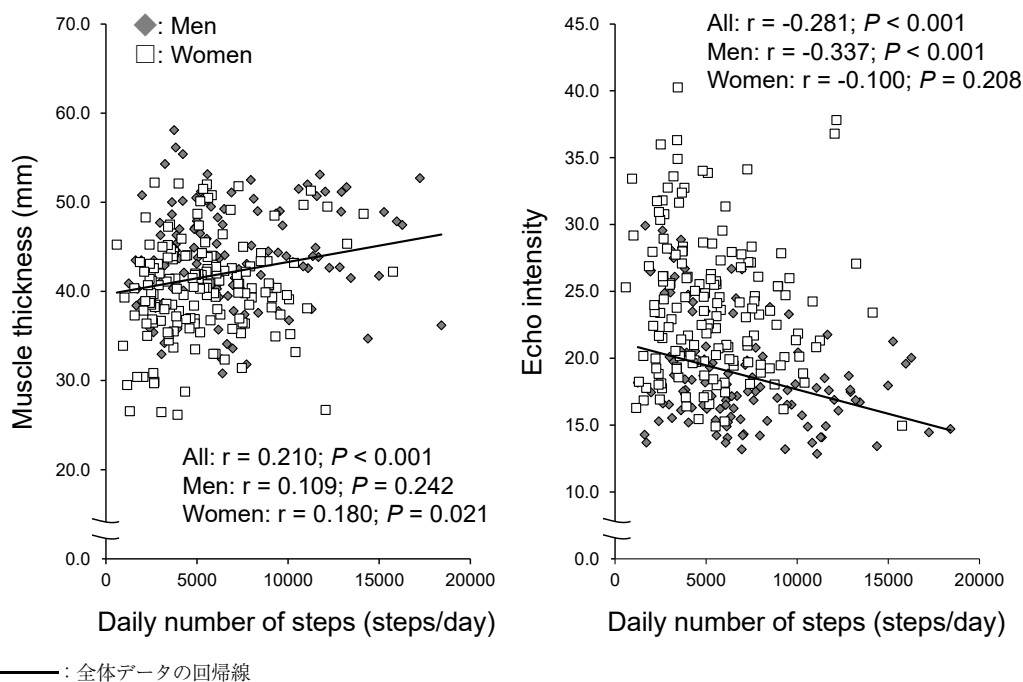 ◆: Men
□: Women
Muscle thickness (mm)
70.0
60.0
50.0
40.0
30.0
20.0
0.0
All: r = 0.210; P < 0.001
Men: r = 0.109; P = 0.242
Women: r = 0.180; P = 0.021
0 5000 10000 15000 20000
Daily number of steps (steps/day)
All: r = -0.281; P < 0.001
Men: r = -0.337; P < 0.001
Women: r = -0.100; P = 0.208
Echo intensity
45.0
40.0
35.0
30.0
25.0
20.0
15.0
10.0
0.0
0 5000 10000 15000 20000
Daily number of steps (steps/day)
: 全体データの回帰線